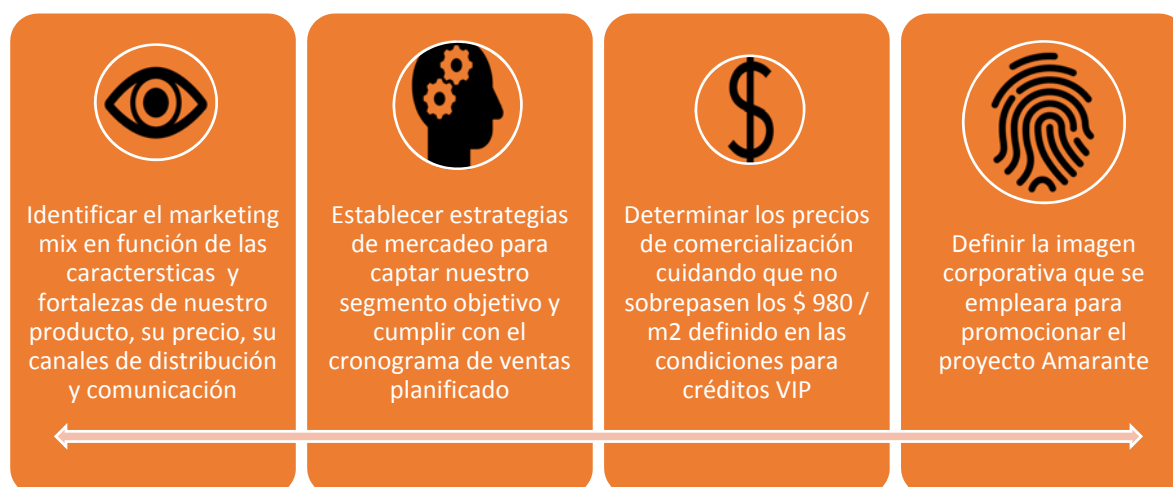 Identificar el marketing
mix en función de las
caractersticas y
fortalezas de nuestro
producto, su precio, su
canales de distribución
y comunicación
Establecer estrategias
de mercadeo para
captar nuestro
segmento objetivo y
cumplir con el
cronograma de ventas
planificado
Determinar los precios
de comercialización
cuidando que no
sobrepasen los $ 980 /
m2 definido en las
condiciones para
créditos VIP
Definir la imagen
corporativa que se
empleara para
promocionar el
proyecto Amarante